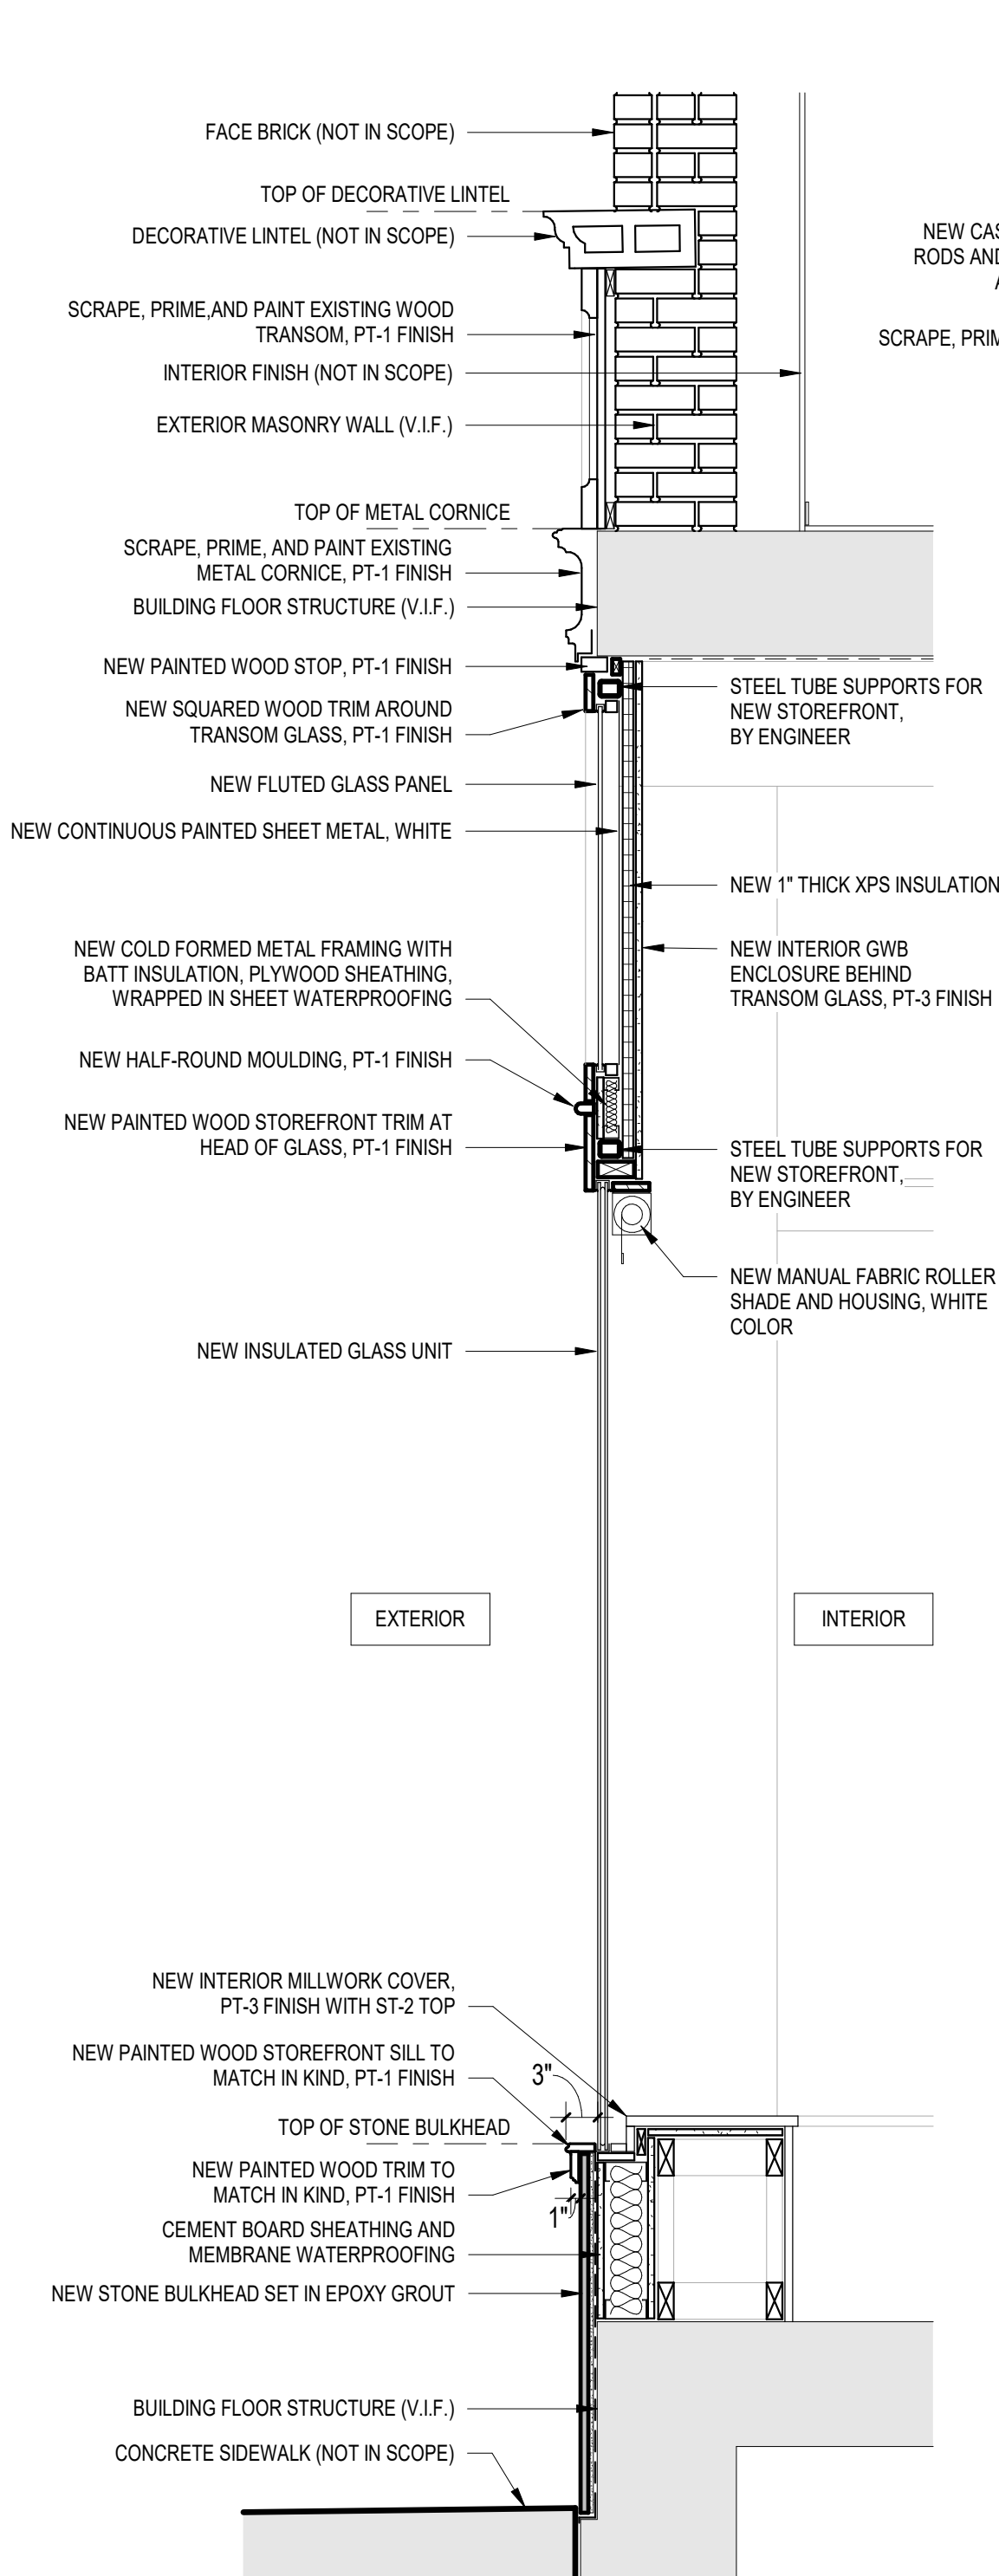 FACE BRICK (NOT IN SCOPE)
TOP OF DECORATIVE LINTEL
DECORATIVE LINTEL (NOT IN SCOPE)
NEW CAS
RODS AND
A
SCRAPE, PRIME,AND PAINT EXISTING WOOD
TRANSOM, PT-1 FINISH
SCRAPE, PRIM
INTERIOR FINISH (NOT IN SCOPE)
EXTERIOR MASONRY WALL (V.I.F.)
TOP OF METAL CORNICE
SCRAPE, PRIME, AND PAINT EXISTING
METAL CORNICE, PT-1 FINISH
BUILDING FLOOR STRUCTURE (V.I.F.)
NEW PAINTED WOOD STOP, PT-1 FINISH
STEEL TUBE SUPPORTS FOR
NEW STOREFRONT,
BY ENGINEER
NEW SQUARED WOOD TRIM AROUND
TRANSOM GLASS, PT-1 FINISH
NEW FLUTED GLASS PANEL
NEW CONTINUOUS PAINTED SHEET METAL, WHITE
NEW 1" THICK XPS INSULATION
NEW COLD FORMED METAL FRAMING WITH
BATT INSULATION, PLYWOOD SHEATHING,
WRAPPED IN SHEET WATERPROOFING
NEW INTERIOR GWB
ENCLOSURE BEHIND
TRANSOM GLASS, PT-3 FINISH
NEW HALF-ROUND MOULDING, PT-1 FINISH
NEW PAINTED WOOD STOREFRONT TRIM AT
HEAD OF GLASS, PT-1 FINISH
STEEL TUBE SUPPORTS FOR
NEW STOREFRONT,
BY ENGINEER
NEW MANUAL FABRIC ROLLER
SHADE AND HOUSING, WHITE
COLOR
NEW INSULATED GLASS UNIT
EXTERIOR
INTERIOR
NEW INTERIOR MILLWORK COVER,
PT-3 FINISH WITH ST-2 TOP
NEW PAINTED WOOD STOREFRONT SILL TO
MATCH IN KIND, PT-1 FINISH
3"
TOP OF STONE BULKHEAD
NEW PAINTED WOOD TRIM TO
MATCH IN KIND, PT-1 FINISH
1"
CEMENT BOARD SHEATHING AND
MEMBRANE WATERPROOFING
NEW STONE BULKHEAD SET IN EPOXY GROUT
BUILDING FLOOR STRUCTURE (V.I.F.)
CONCRETE SIDEWALK (NOT IN SCOPE)